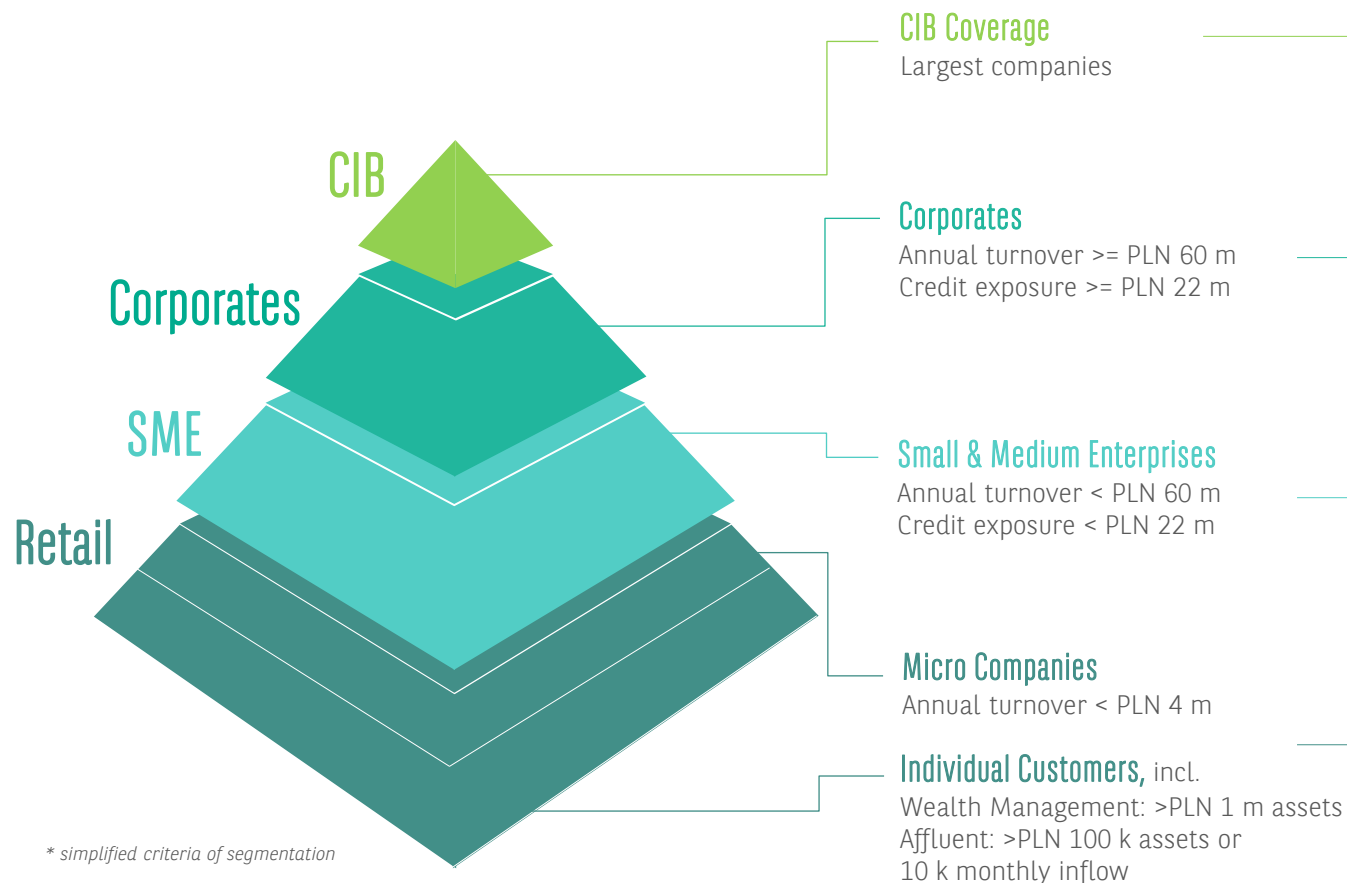 CIB
Corporates
SME
Retail
* simplified criteria of segmentation
CIB Coverage
Largest companies
Corporates
Annual turnover >= PLN 60 m
Credit exposure >= PLN 22 m
Small & Medium Enterprises
Annual turnover < PLN 60 m
Credit exposure < PLN 22 m
Micro Companies
Annual turnover < PLN 4 m
Individual Customers, incl.
Wealth Management: >PLN 1 m assets
Affluent: >PLN 100 k assets or
10 k monthly inflow